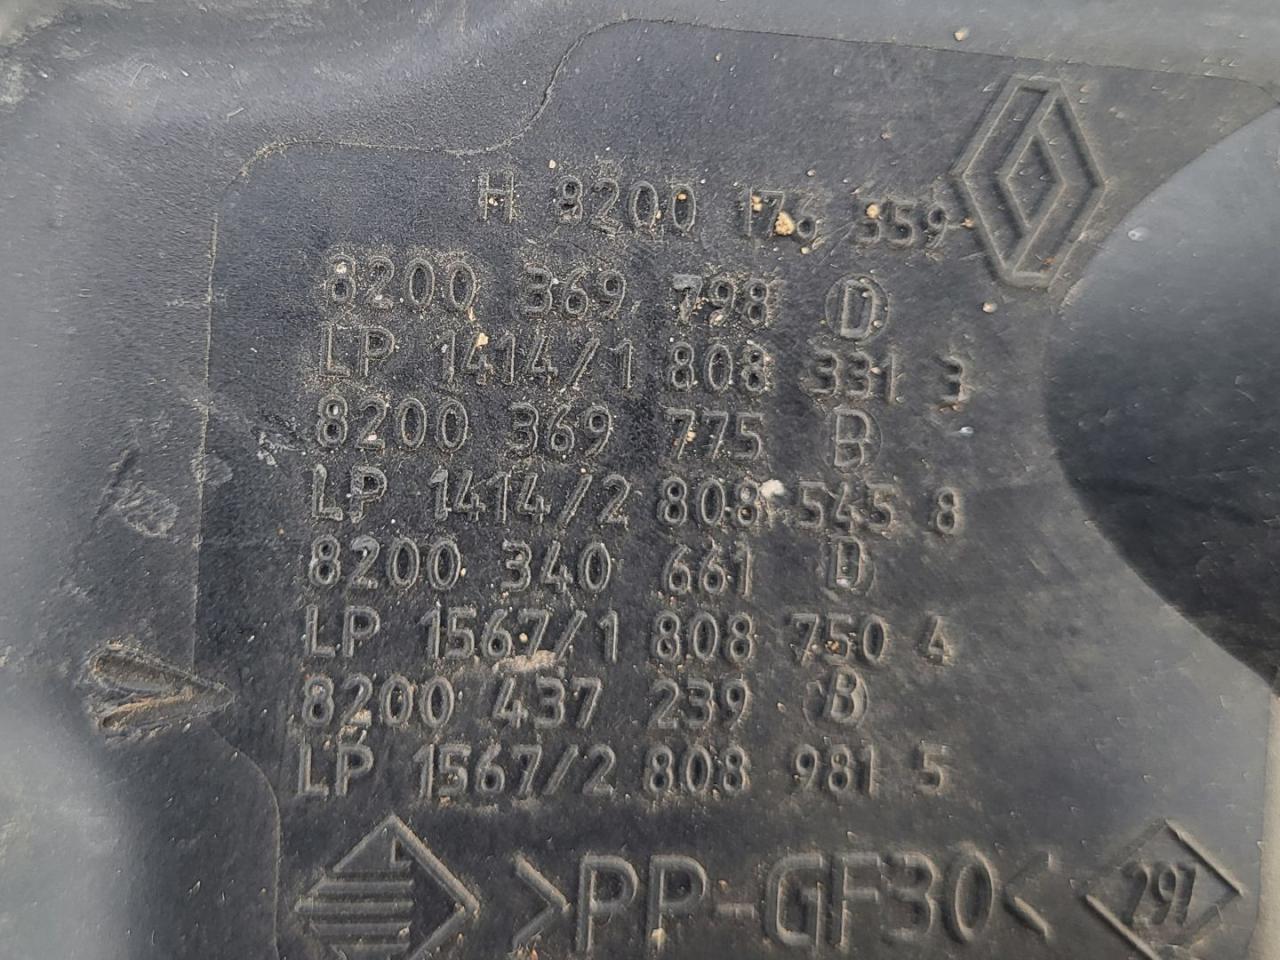 H 8200 176 559
8200 369 798 D
LP 1414/1 808 331 3
8200 369 775 B
LP 1414/2 808 545 8
8200 340 661 D
LP 1567/1 808 750 4
8200 437 239 B
LP 1567/2 808 981 5
>PP-GF30< 297